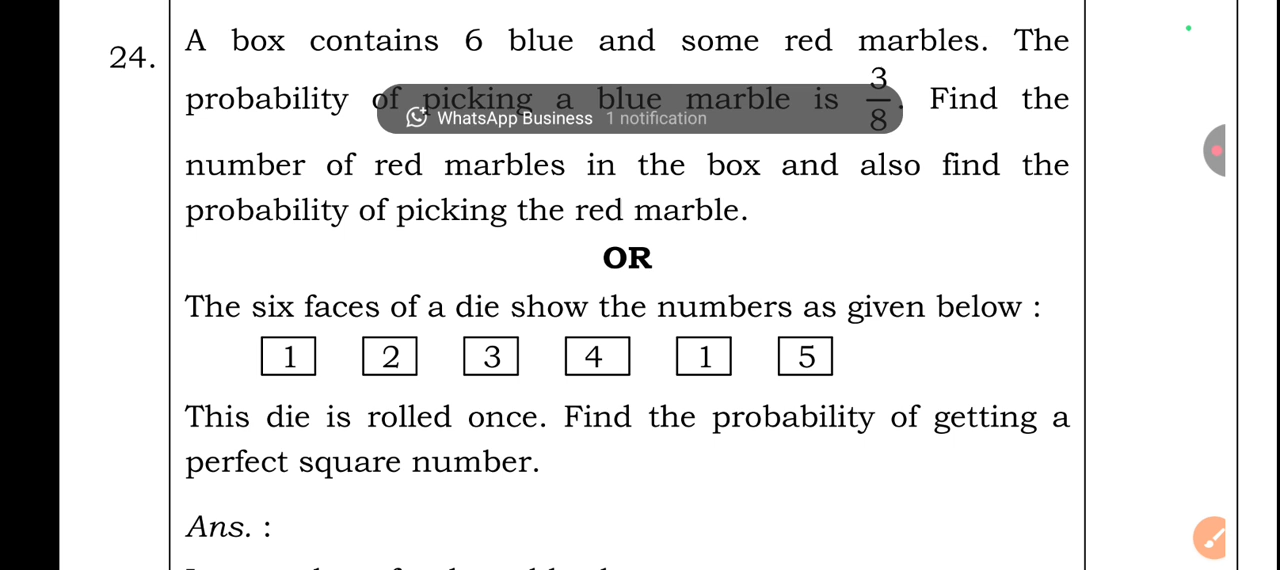 24.
A box contains 6 blue and some red marbles. The
probability of picking a blue marble is 3/8. Find the
WhatsApp Business 1 notification
number of red marbles in the box and also find the
probability of picking the red marble.
OR
The six faces of a die show the numbers as given below :
1 2 3 4 1 5
This die is rolled once. Find the probability of getting a
perfect square number.
Ans. :